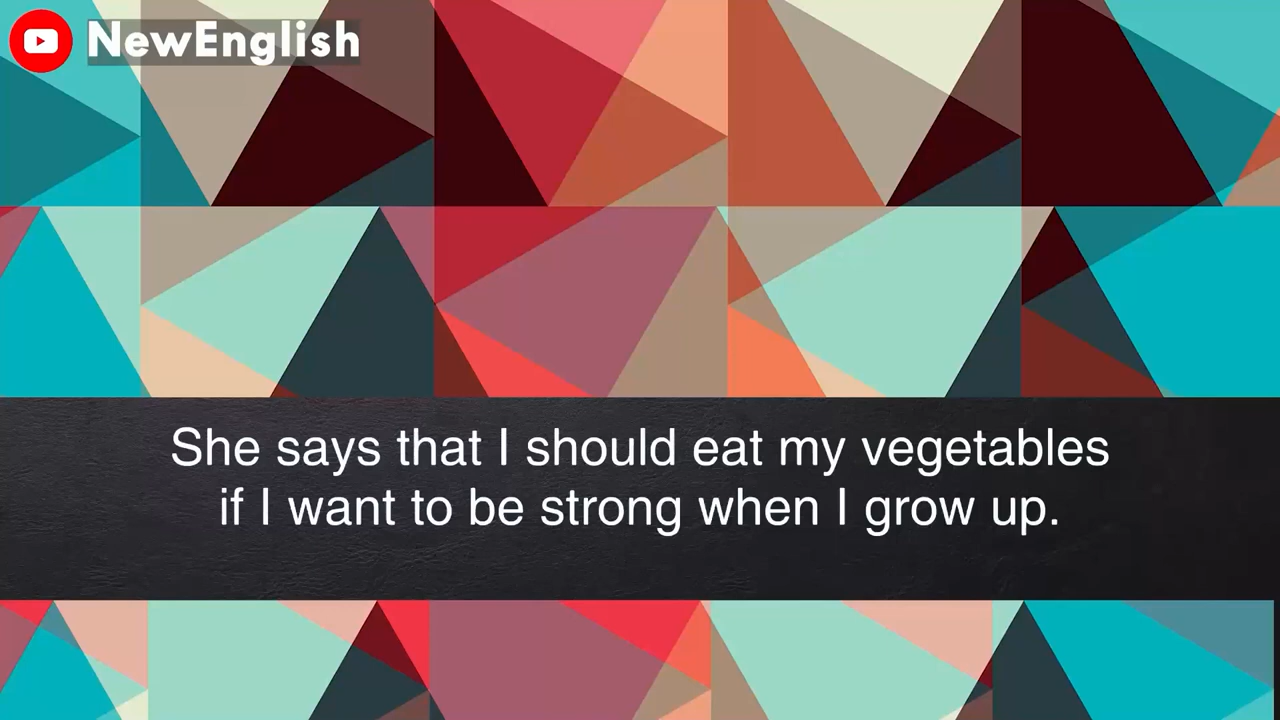 NewEnglish
She says that I should eat my vegetables
if I want to be strong when I grow up.